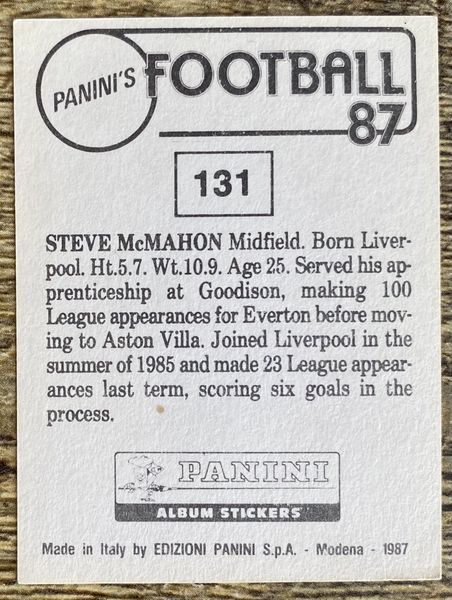 PANINI'S FOOTBALL
87
131
STEVE McMAHON Midfield. Born Liver-
pool. Ht.5.7. Wt.10.9. Age 25. Served his ap-
prenticeship at Goodison, making 100
League appearances for Everton before mov-
ing to Aston Villa. Joined Liverpool in the
summer of 1985 and made 23 League appear-
ances last term, scoring six goals in the
process.
PANINI
ALBUM STICKERS
Made in Italy by EDIZIONI PANINI S.p.A. - Modena - 1987